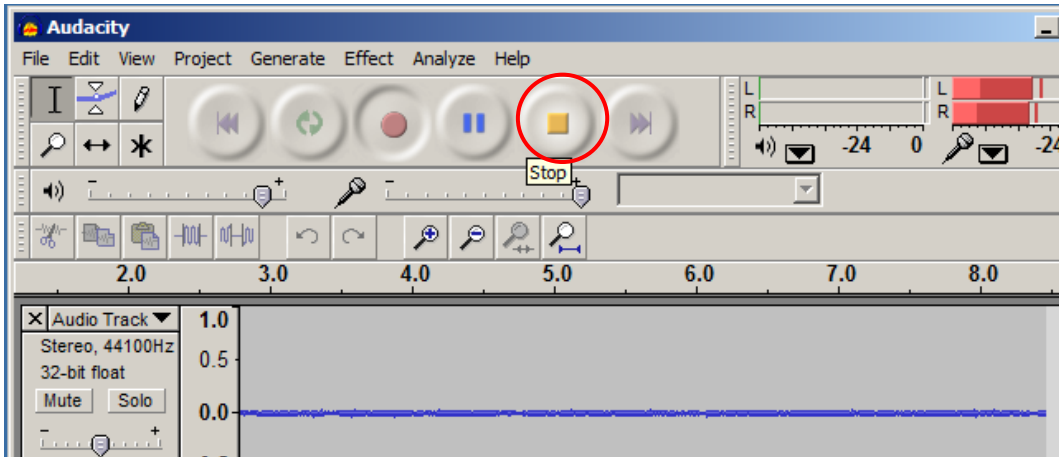 Audacity
File Edit View Project Generate Effect Analyze Help
L
R
-24 0
L
R
-24
Stop
- +
- +
2.0 3.0 4.0 5.0 6.0 7.0 8.0
X Audio Track
Stereo, 44100Hz
32-bit float
Mute Solo
- +
1.0
0.5
0.0